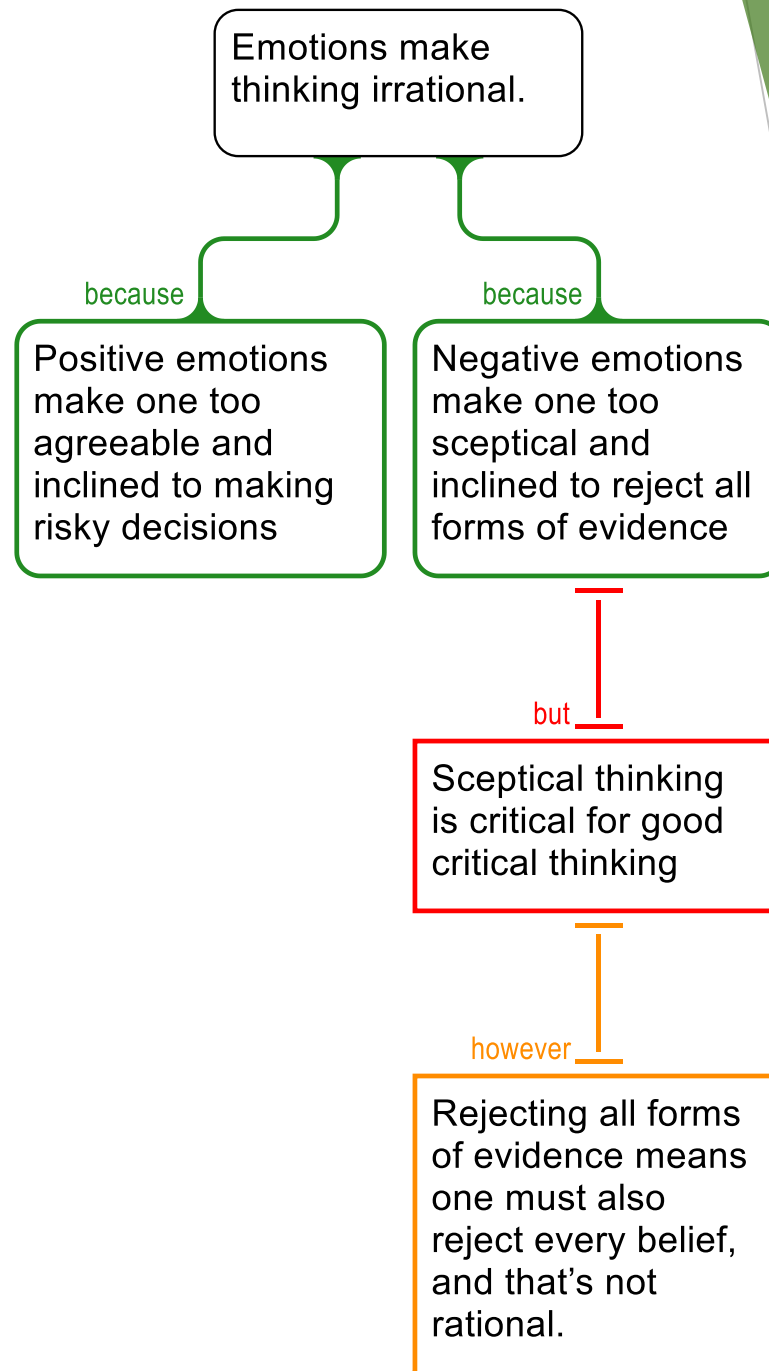 Emotions make
thinking irrational.
because
Positive emotions
make one too
agreeable and
inclined to making
risky decisions
because
Negative emotions
make one too
sceptical and
inclined to reject all
forms of evidence
but
Sceptical thinking
is critical for good
critical thinking
however
Rejecting all forms
of evidence means
one must also
reject every belief,
and that’s not
rational.